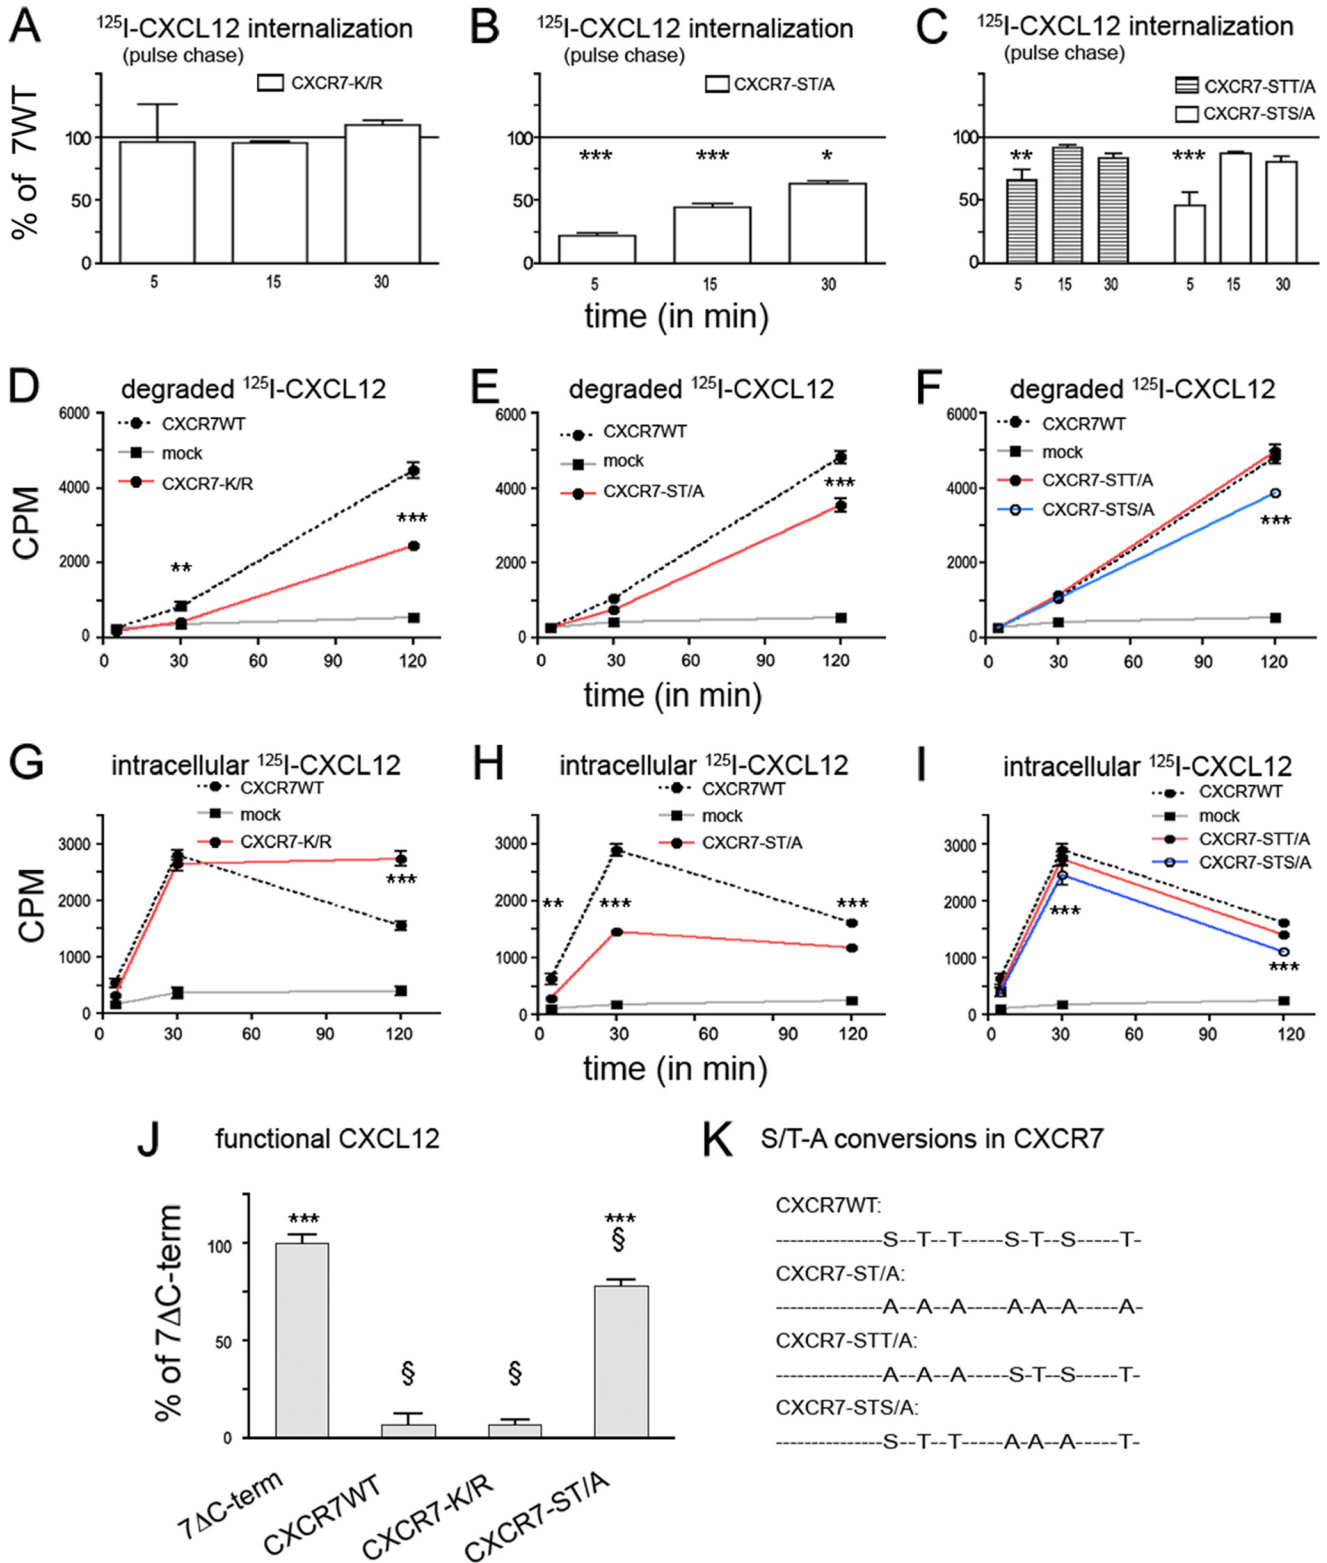 A ¹²⁵I-CXCL12 internalization
(pulse chase)
CXCR7-K/R
% of 7WT
100
50
0
5 15 30
B ¹²⁵I-CXCL12 internalization
(pulse chase)
CXCR7-ST/A
100
50
0
*** *** *
5 15 30
time (in min)
C ¹²⁵I-CXCL12 internalization
(pulse chase)
CXCR7-STT/A
CXCR7-STS/A
100
50
0
** ***
5 15 30 5 15 30
D degraded ¹²⁵I-CXCL12
CXCR7WT
mock
CXCR7-K/R
CPM
6000
4000
2000
0
** ***
0 30 60 90 120
E degraded ¹²⁵I-CXCL12
CXCR7WT
mock
CXCR7-ST/A
6000
4000
2000
0
***
0 30 60 90 120
time (in min)
F degraded ¹²⁵I-CXCL12
CXCR7WT
mock
CXCR7-STT/A
CXCR7-STS/A
6000
4000
2000
0
***
0 30 60 90 120
G intracellular ¹²⁵I-CXCL12
CXCR7WT
mock
CXCR7-K/R
CPM
3000
2000
1000
0
***
0 30 60 90 120
H intracellular ¹²⁵I-CXCL12
CXCR7WT
mock
CXCR7-ST/A
3000
2000
1000
0
** *** ***
0 30 60 90 120
time (in min)
I intracellular ¹²⁵I-CXCL12
CXCR7WT
mock
CXCR7-STT/A
CXCR7-STS/A
3000
2000
1000
0
*** ***
0 30 60 90 120
J functional CXCL12
% of 7ΔC-term
100
50
0
*** § § *** §
7ΔC-term CXCR7WT CXCR7-K/R CXCR7-ST/A
K S/T-A conversions in CXCR7
CXCR7WT:
---------------S--T--T-----S-T--S-----T-
CXCR7-ST/A:
---------------A--A--A-----A-A--A-----A-
CXCR7-STT/A:
---------------A--A--A-----S-T--S-----T-
CXCR7-STS/A:
---------------S--T--T-----A-A--A-----T-